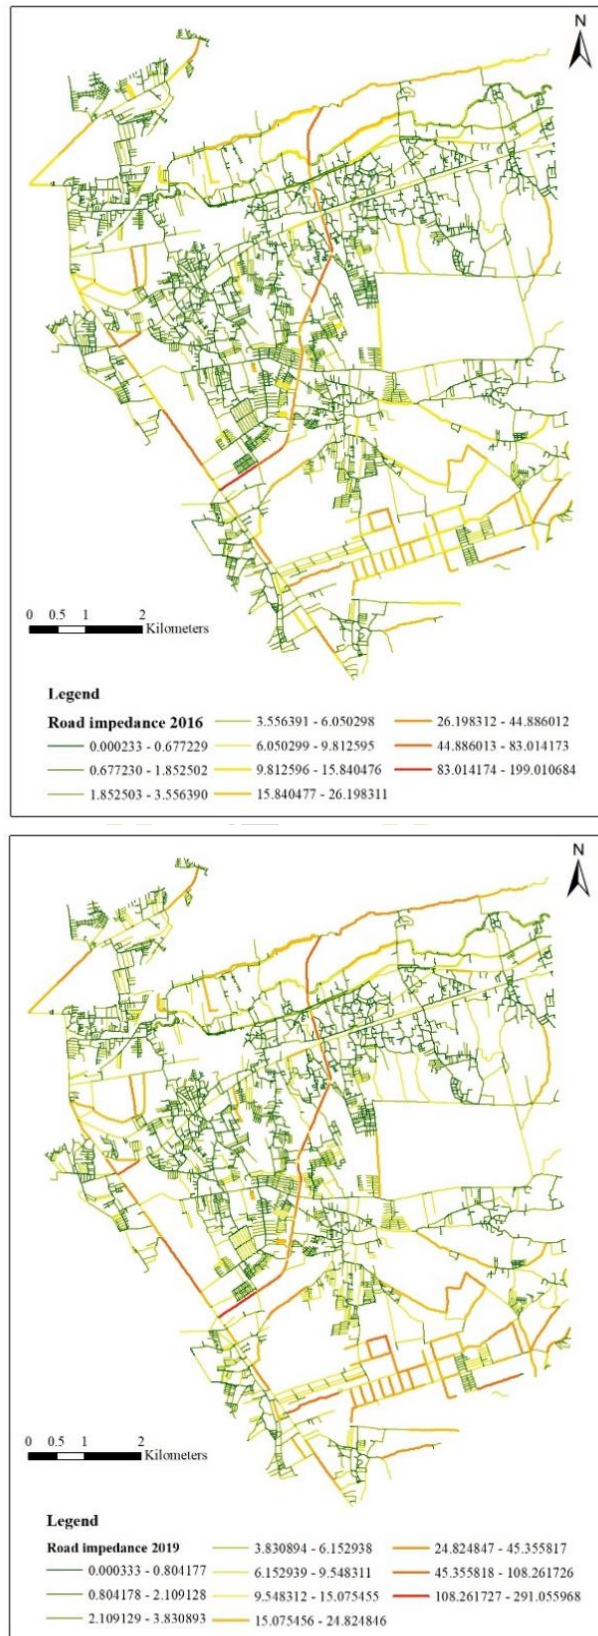 N
0 0.5 1 2
Kilometers
Legend
Road impedance 2016
0.000233 - 0.677229
0.677230 - 1.852502
1.852503 - 3.556390
3.556391 - 6.050298
6.050299 - 9.812595
9.812596 - 15.840476
15.840477 - 26.198311
26.198312 - 44.886012
44.886013 - 83.014173
83.014174 - 199.010684
N
0 0.5 1 2
Kilometers
Legend
Road impedance 2019
0.000333 - 0.804177
0.804178 - 2.109128
2.109129 - 3.830893
3.830894 - 6.152938
6.152939 - 9.548311
9.548312 - 15.075455
15.075456 - 24.824846
24.824847 - 45.355817
45.355818 - 108.261726
108.261727 - 291.055968